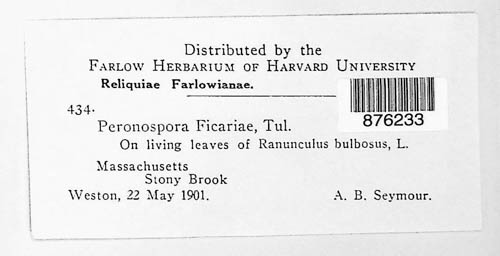 Distributed by the
Farlow Herbarium of Harvard University
Reliquiae Farlowianae.
876233
434.
Peronospora Ficariae, Tul.
On living leaves of Ranunculus bulbosus, L.
Massachusetts
Stony Brook
Weston, 22 May 1901. A. B. Seymour.